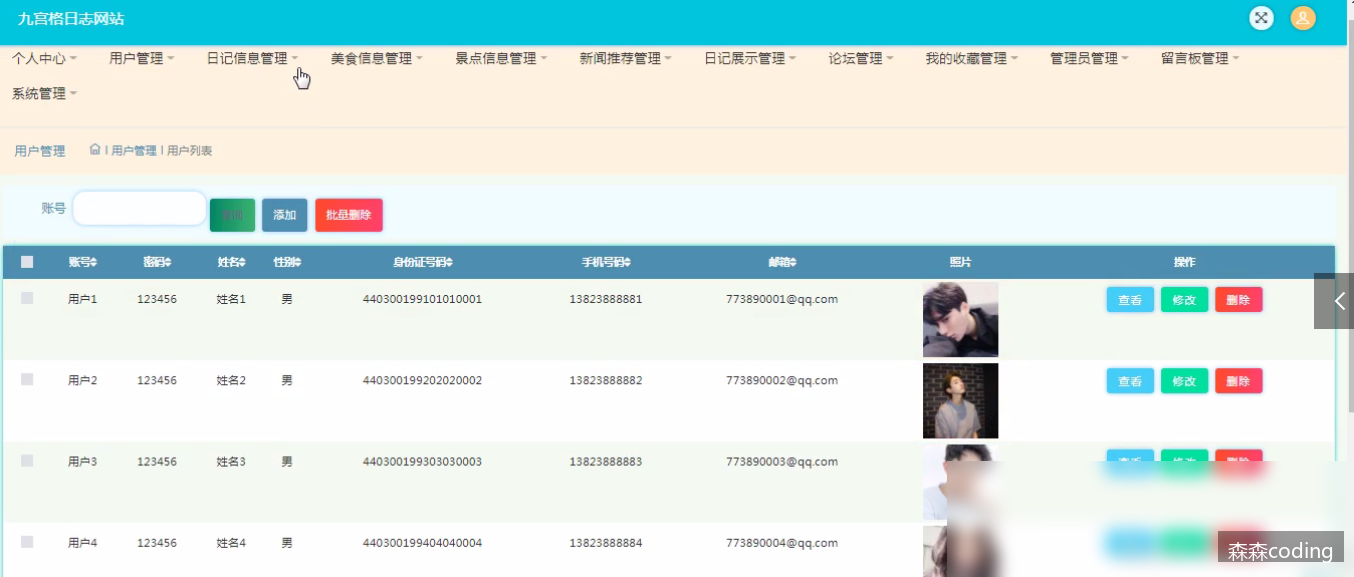 九宫格日志网站
个人中心 用户管理 日记信息管理 美食信息管理 景点信息管理 新闻推荐管理 日记展示管理 论坛管理 我的收藏管理 管理员管理 留言板管理
系统管理
用户管理 用户管理 用户列表
账号 查询 添加 批量删除
账号 密码 姓名 性别 身份证号码 手机号码 邮箱 照片 操作
用户1 123456 姓名1 男 440300199101010001 13823888881 773890001@qq.com 查看 修改 删除
用户2 123456 姓名2 男 440300199202020002 13823888882 773890002@qq.com 查看 修改 删除
用户3 123456 姓名3 男 440300199303030003 13823888883 773890003@qq.com
用户4 123456 姓名4 男 440300199404040004 13823888884 773890004@qq.com
森森coding